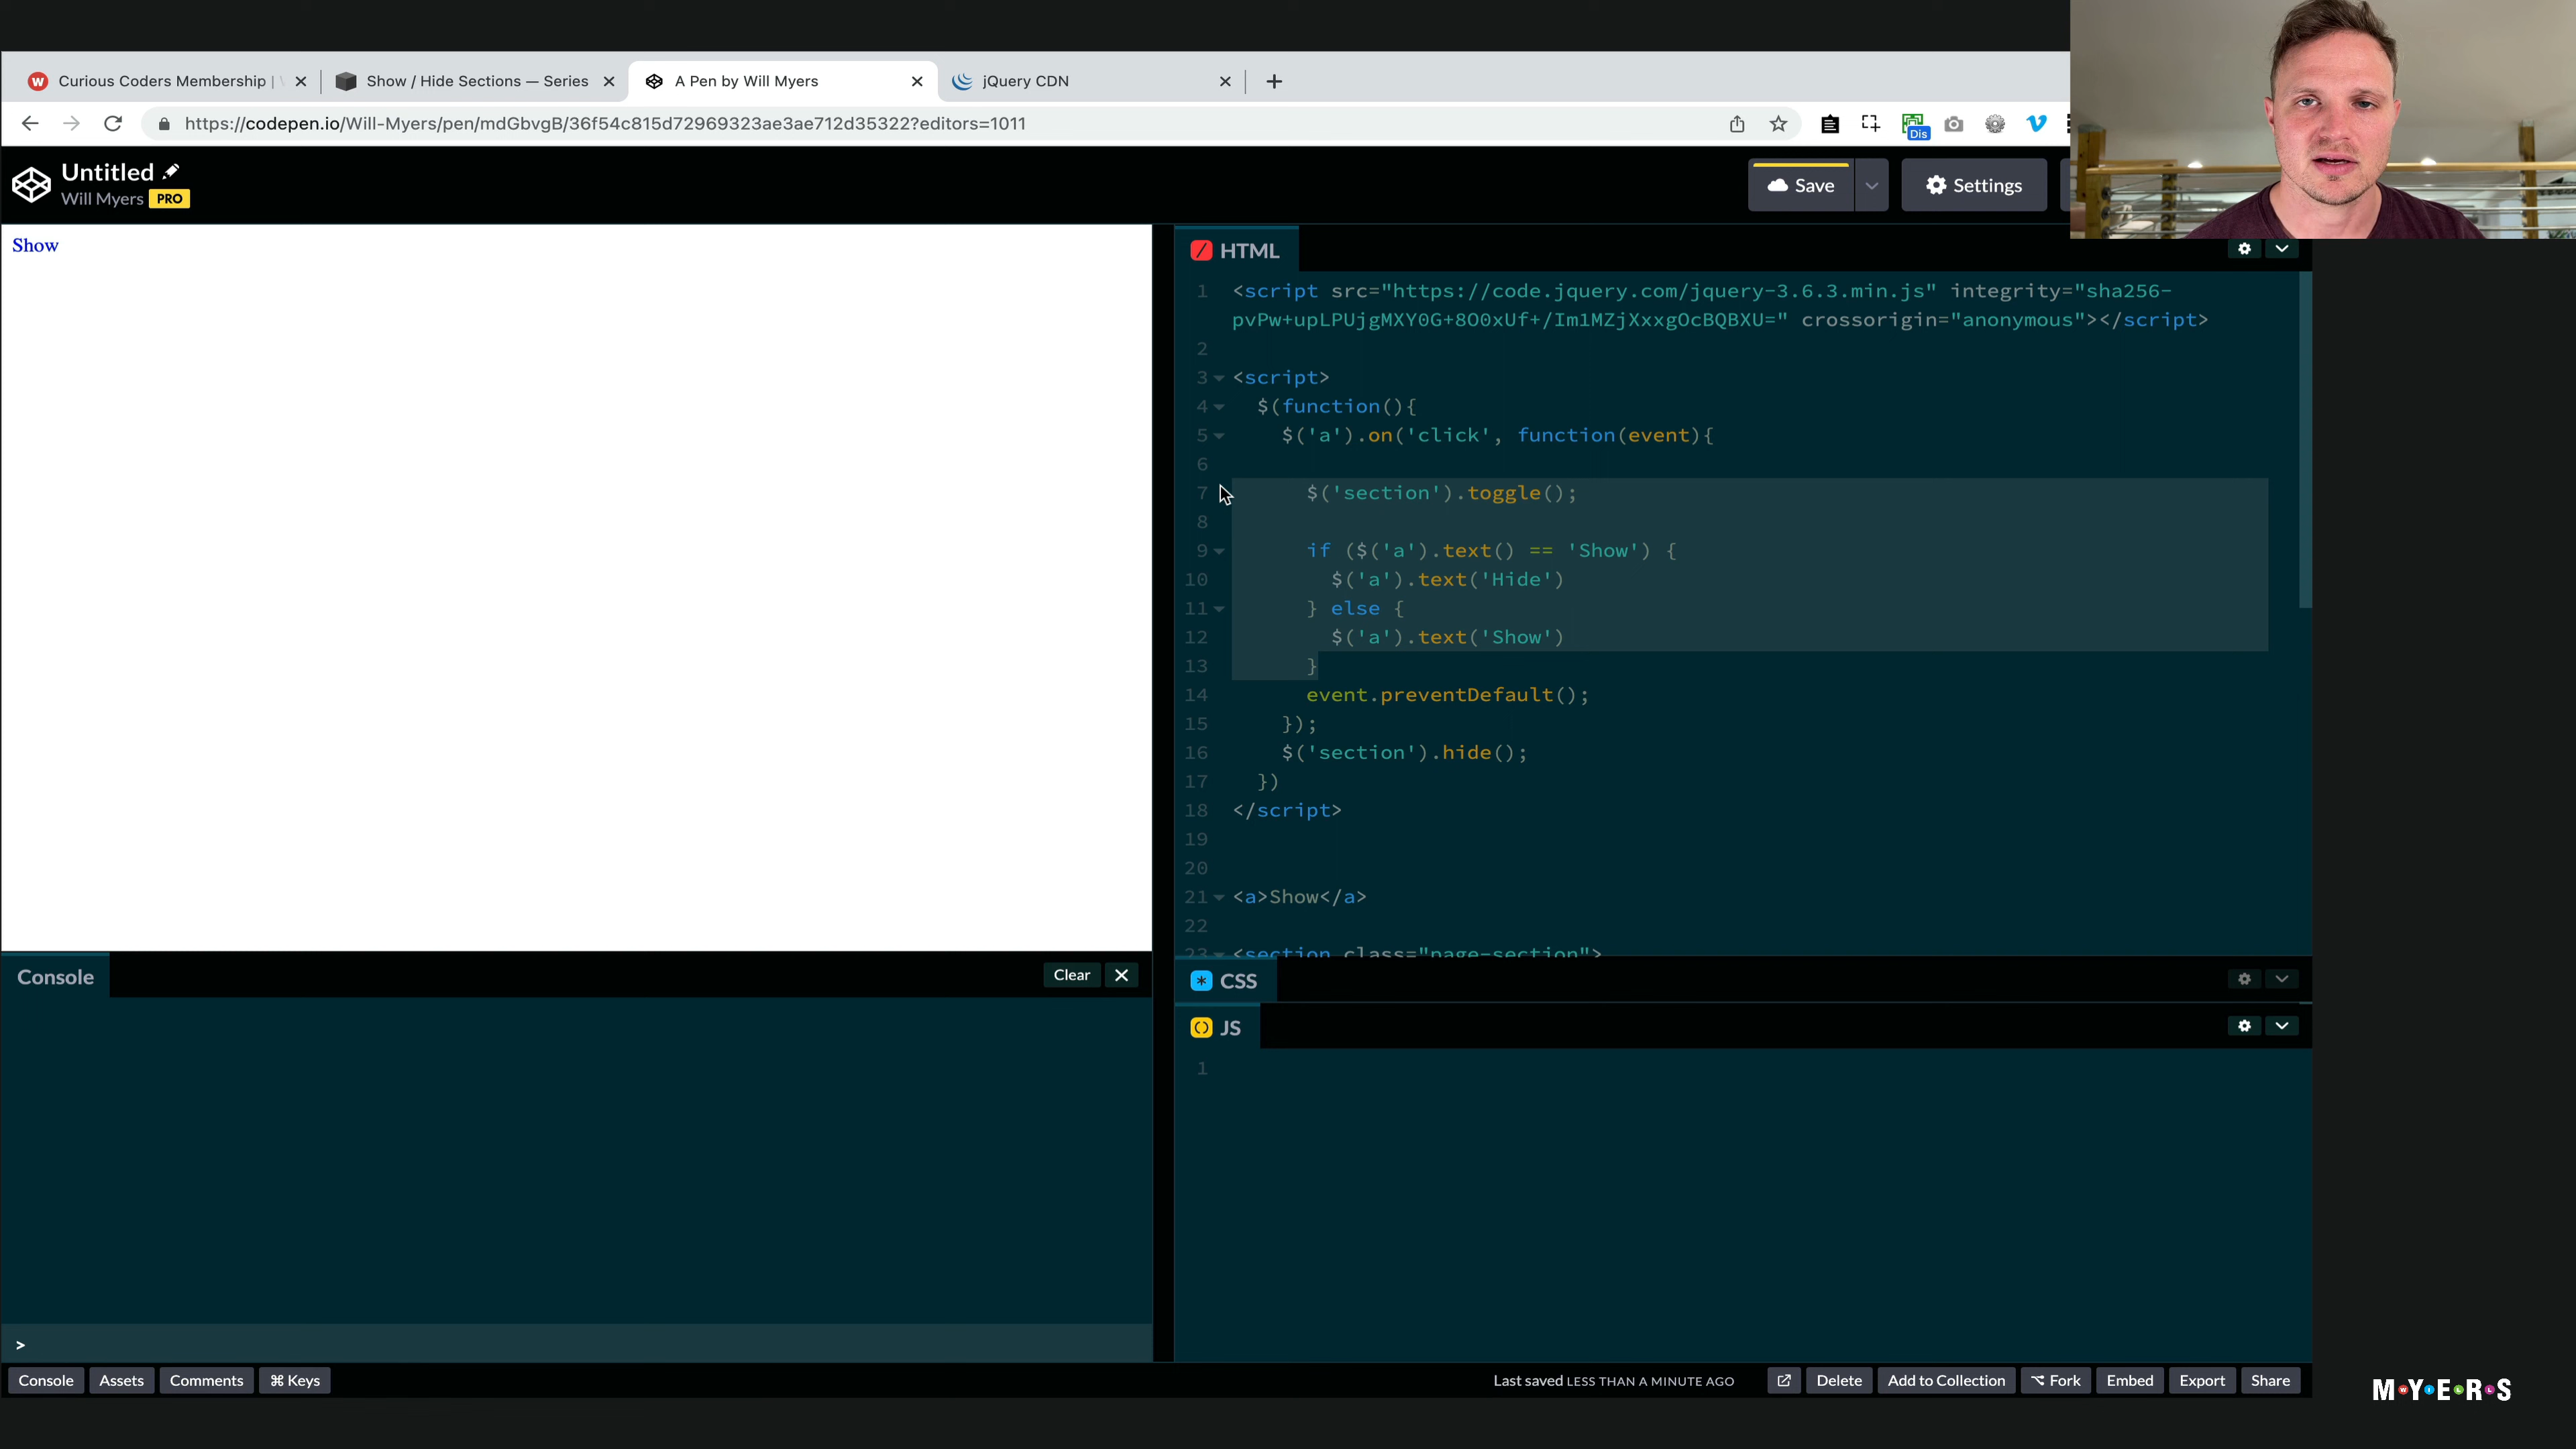 Curious Coders Membership |
Show / Hide Sections — Series
A Pen by Will Myers
jQuery CDN
https://codepen.io/Will-Myers/pen/mdGbvgB/36f54c815d72969323ae3ae712d35322?editors=1011
Dis
Untitled
Will Myers PRO
Save
Settings
Show
HTML
1 <script src="https://code.jquery.com/jquery-3.6.3.min.js" integrity="sha256-
pvPw+upLPUjgMXY0G+8O0xUf+/Im1MZjXxxgOcBQBXU=" crossorigin="anonymous"></script>
2
3 <script>
4 $(function(){
5 $('a').on('click', function(event){
6
7 $('section').toggle();
8
9 if ($('a').text() == 'Show') {
10 $('a').text('Hide')
11 } else {
12 $('a').text('Show')
13 }
14 event.preventDefault();
15 });
16 $('section').hide();
17 })
18 </script>
19
20
21 <a>Show</a>
22
23 <section class="page-section">
Console
Clear
CSS
JS
1
>
Console Assets Comments ⌘ Keys
Last saved LESS THAN A MINUTE AGO
Delete Add to Collection Fork Embed Export Share
M•Y•E•R•S